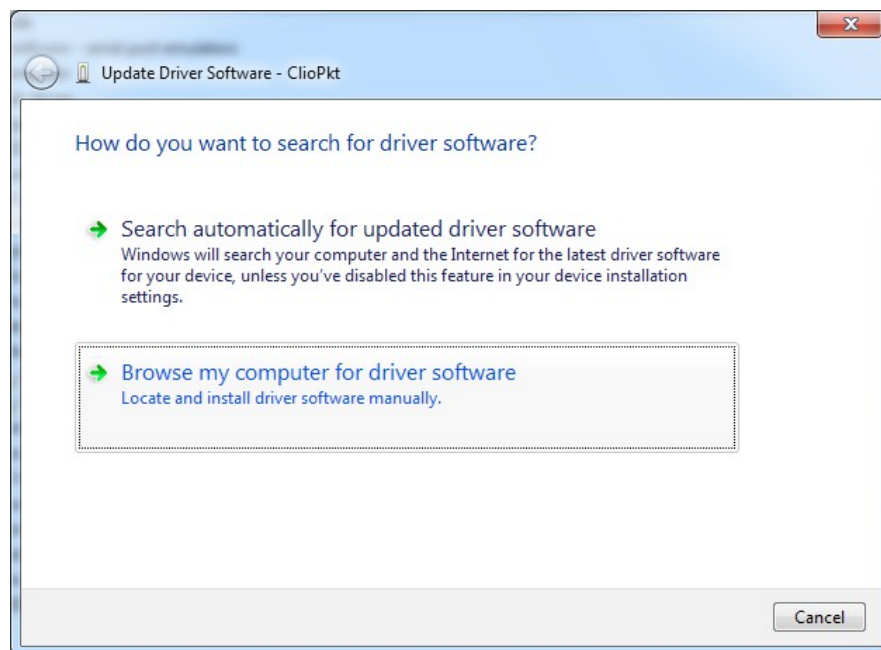 Update Driver Software - ClioPkt
How do you want to search for driver software?
Search automatically for updated driver software
Windows will search your computer and the Internet for the latest driver software
for your device, unless you've disabled this feature in your device installation
settings.
Browse my computer for driver software
Locate and install driver software manually.
Cancel